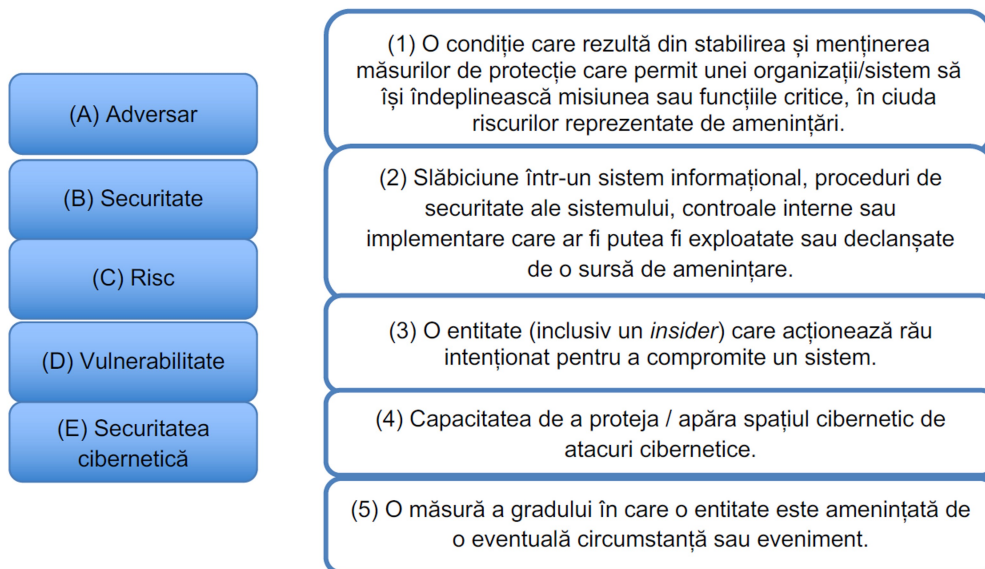 (A) Adversar
(B) Securitate
(C) Risc
(D) Vulnerabilitate
(E) Securitatea
cibernetică
(1) O condiție care rezultă din stabilirea și menținerea
măsurilor de protecție care permit unei organizații/sistem să
își îndeplinească misiunea sau funcțiile critice, în ciuda
riscurilor reprezentate de amenințări.
(2) Slăbiciune într-un sistem informațional, proceduri de
securitate ale sistemului, controale interne sau
implementare care ar fi putea fi exploatate sau declanșate
de o sursă de amenințare.
(3) O entitate (inclusiv un insider) care acționează rău
intenționat pentru a compromite un sistem.
(4) Capacitatea de a proteja / apăra spațiul cibernetic de
atacuri cibernetice.
(5) O măsură a gradului în care o entitate este amenințată de
o eventuală circumstanță sau eveniment.